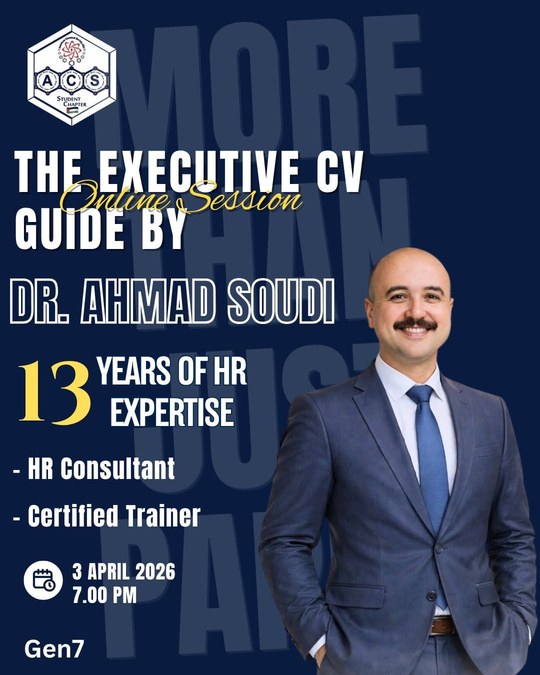 ACS
STUDENT
CHAPTER
MORE
THAN
JUST
THE EXECUTIVE CV
Online Session
GUIDE BY
DR. AHMAD SOUDI
13 YEARS OF HR
EXPERTISE
- HR Consultant
- Certified Trainer
3 APRIL 2026
7.00 PM
Gen7